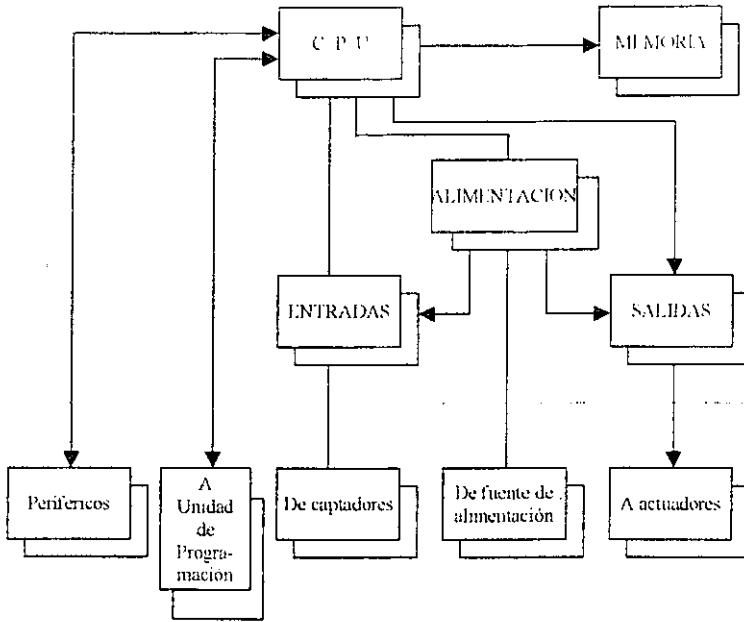 C P U
MEMORIA
ALIMENTACION
ENTRADAS
SALIDAS
Perifericos
A
Unidad
de
Progra-
mación
De captadores
De fuente de
alimentación
A actuadores